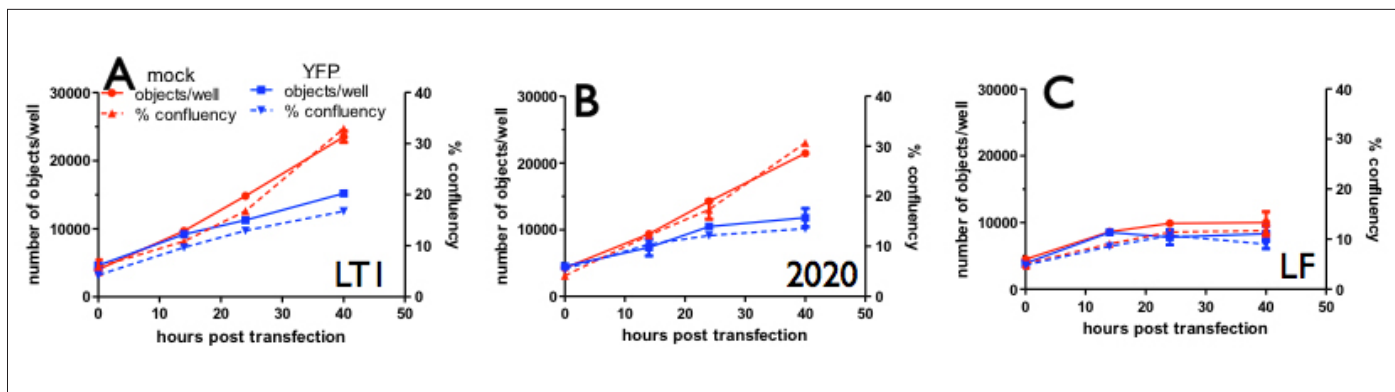 A
mock
objects/well
% confluency
YFP
objects/well
% confluency
number of objects/well
30000
20000
10000
0
40
30
20
10
0
% confluency
LT1
0 10 20 30 40 50
hours post transfection
B
number of objects/well
30000
20000
10000
0
40
30
20
10
0
% confluency
2020
0 10 20 30 40 50
hours post transfection
C
number of objects/well
30000
20000
10000
0
40
30
20
10
0
% confluency
LF
0 10 20 30 40 50
hours post transfection